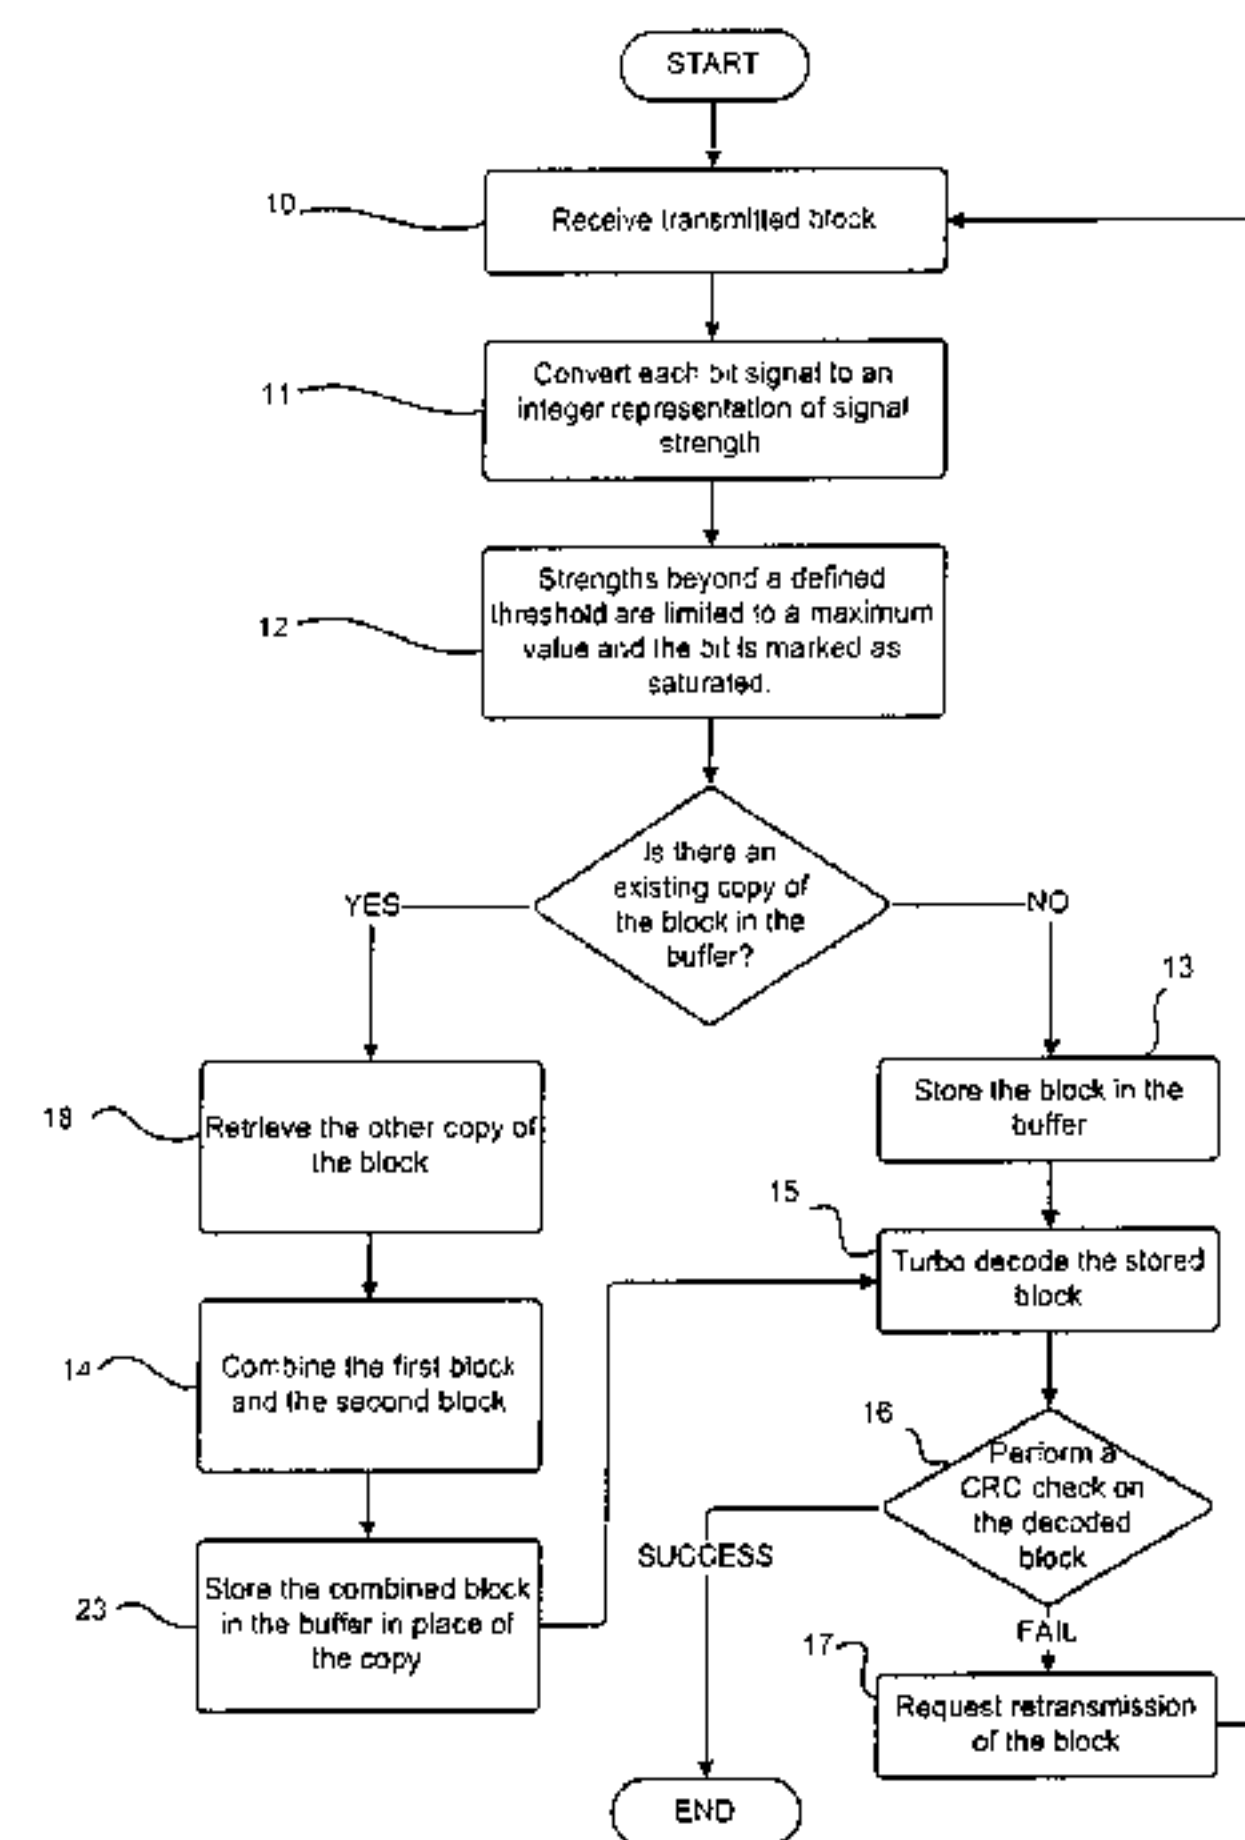 START
10
Receive transmitted block
11
Convert each bit signal to an
integer representation of signal
strength
12
Strengths beyond a defined
threshold are limited to a maximum
value and the bit is marked as
saturated.
Is there an
existing copy of
the block in the
buffer?
YES
NO
13
Store the block in the
buffer
18
Retrieve the other copy of
the block
15
Turbo decode the stored
block
14
Combine the first block
and the second block
16
Perform a
CRC check on
the decoded
block
SUCCESS
FAIL
23
Store the combined block
in the buffer in place of
the copy
17
Request retransmission
of the block
END